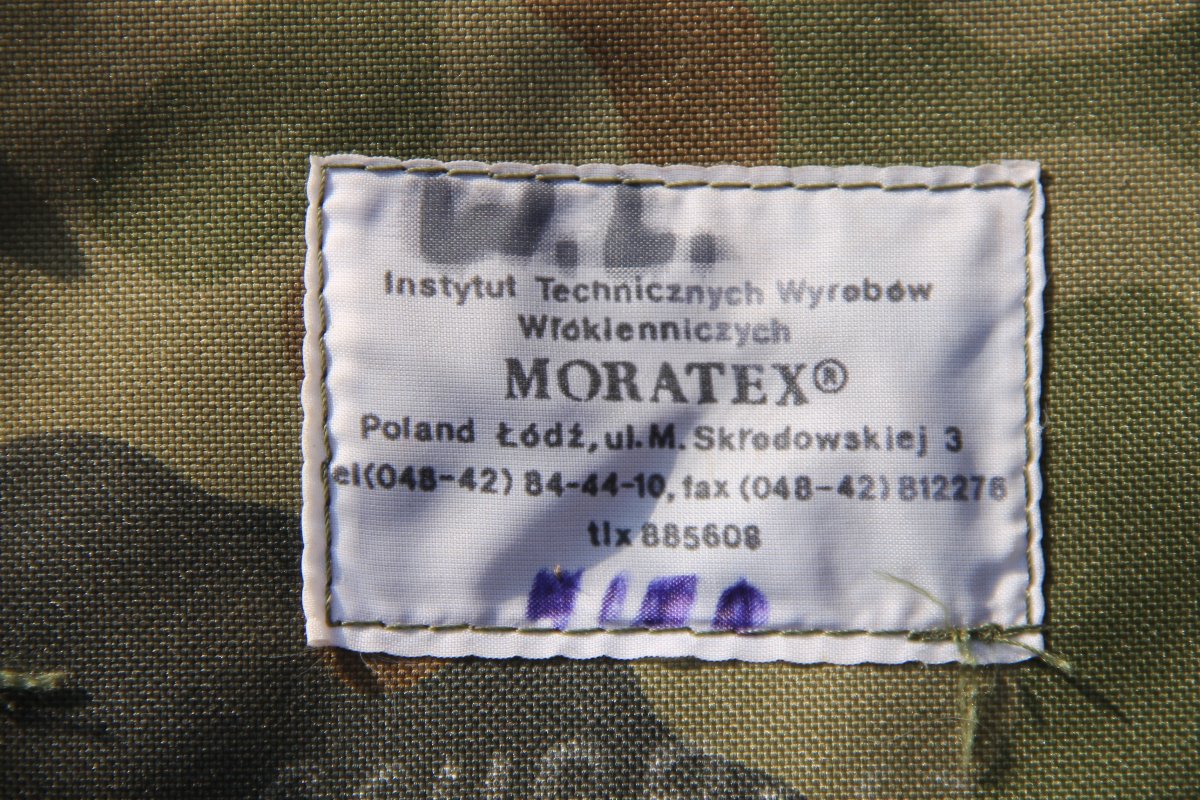 W.Ł.
Instytut Technicznych Wyrobów
Włókienniczych
MORATEX®
Poland Łódź, ul. M. Skłodowskiej 3
tel(048-42) 84-44-10, fax (048-42) 812276
tlx 885608